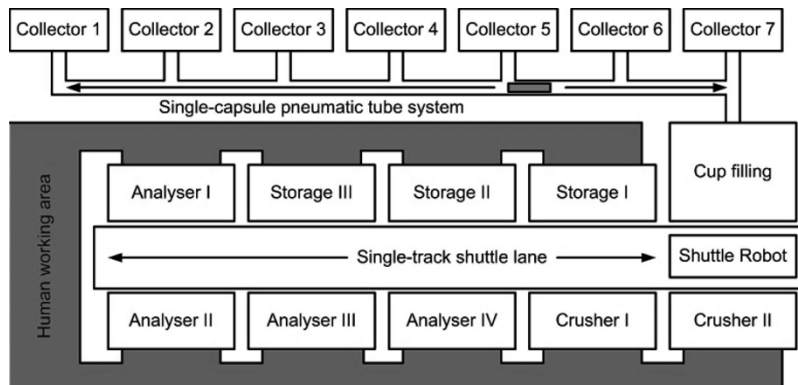 Collector 1
Collector 2
Collector 3
Collector 4
Collector 5
Collector 6
Collector 7
Single-capsule pneumatic tube system
Human working area
Analyser I
Storage III
Storage II
Storage I
Cup filling
Single-track shuttle lane
Shuttle Robot
Analyser II
Analyser III
Analyser IV
Crusher I
Crusher II